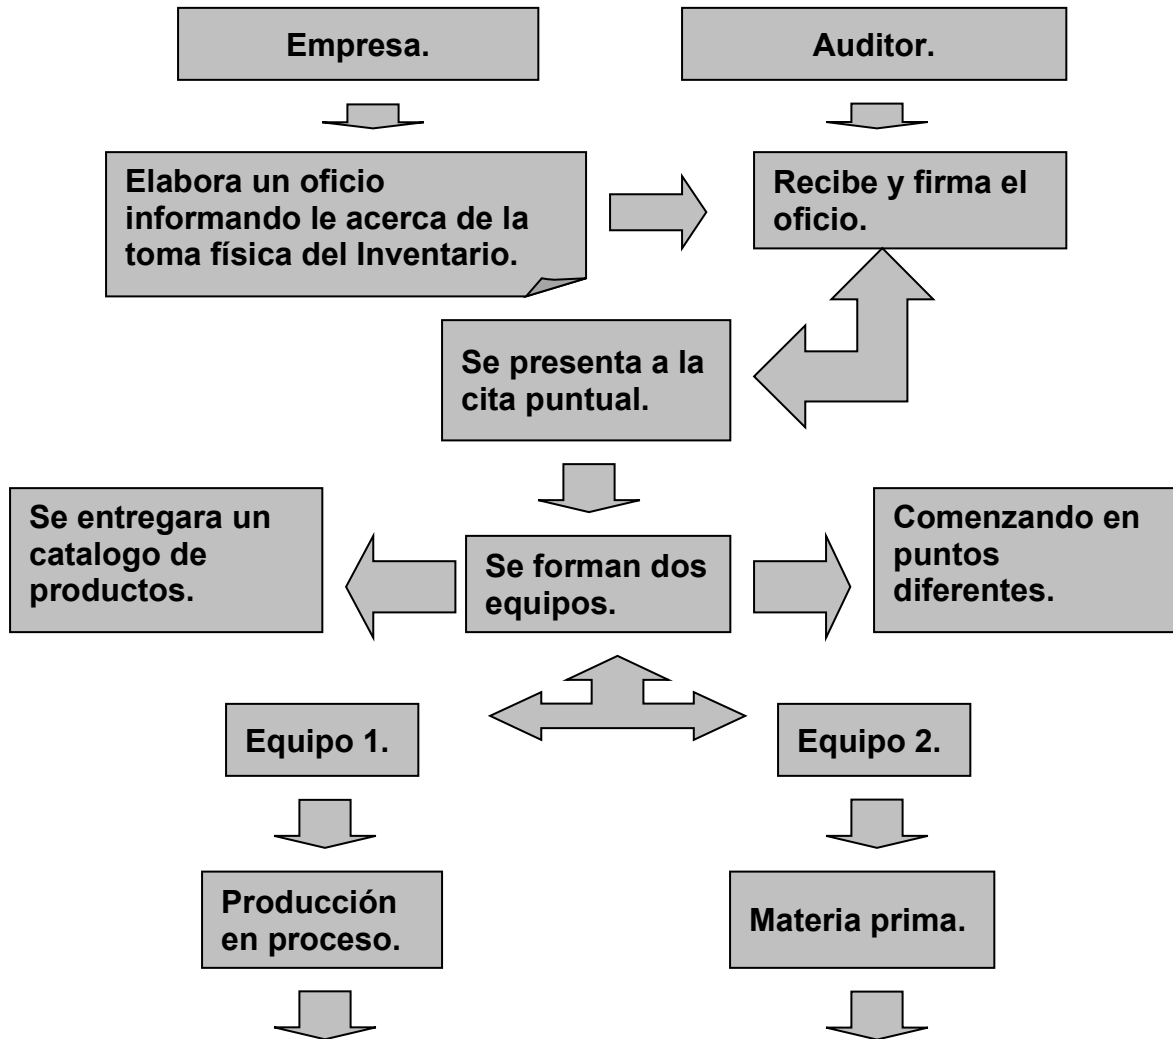 Empresa.
Auditor.
Elabora un oficio
informando le acerca de la
toma física del Inventario.
Recibe y firma el
oficio.
Se presenta a la
cita puntual.
Se entregara un
catalogo de
productos.
Se forman dos
equipos.
Comenzando en
puntos
diferentes.
Equipo 1.
Equipo 2.
Producción
en proceso.
Materia prima.